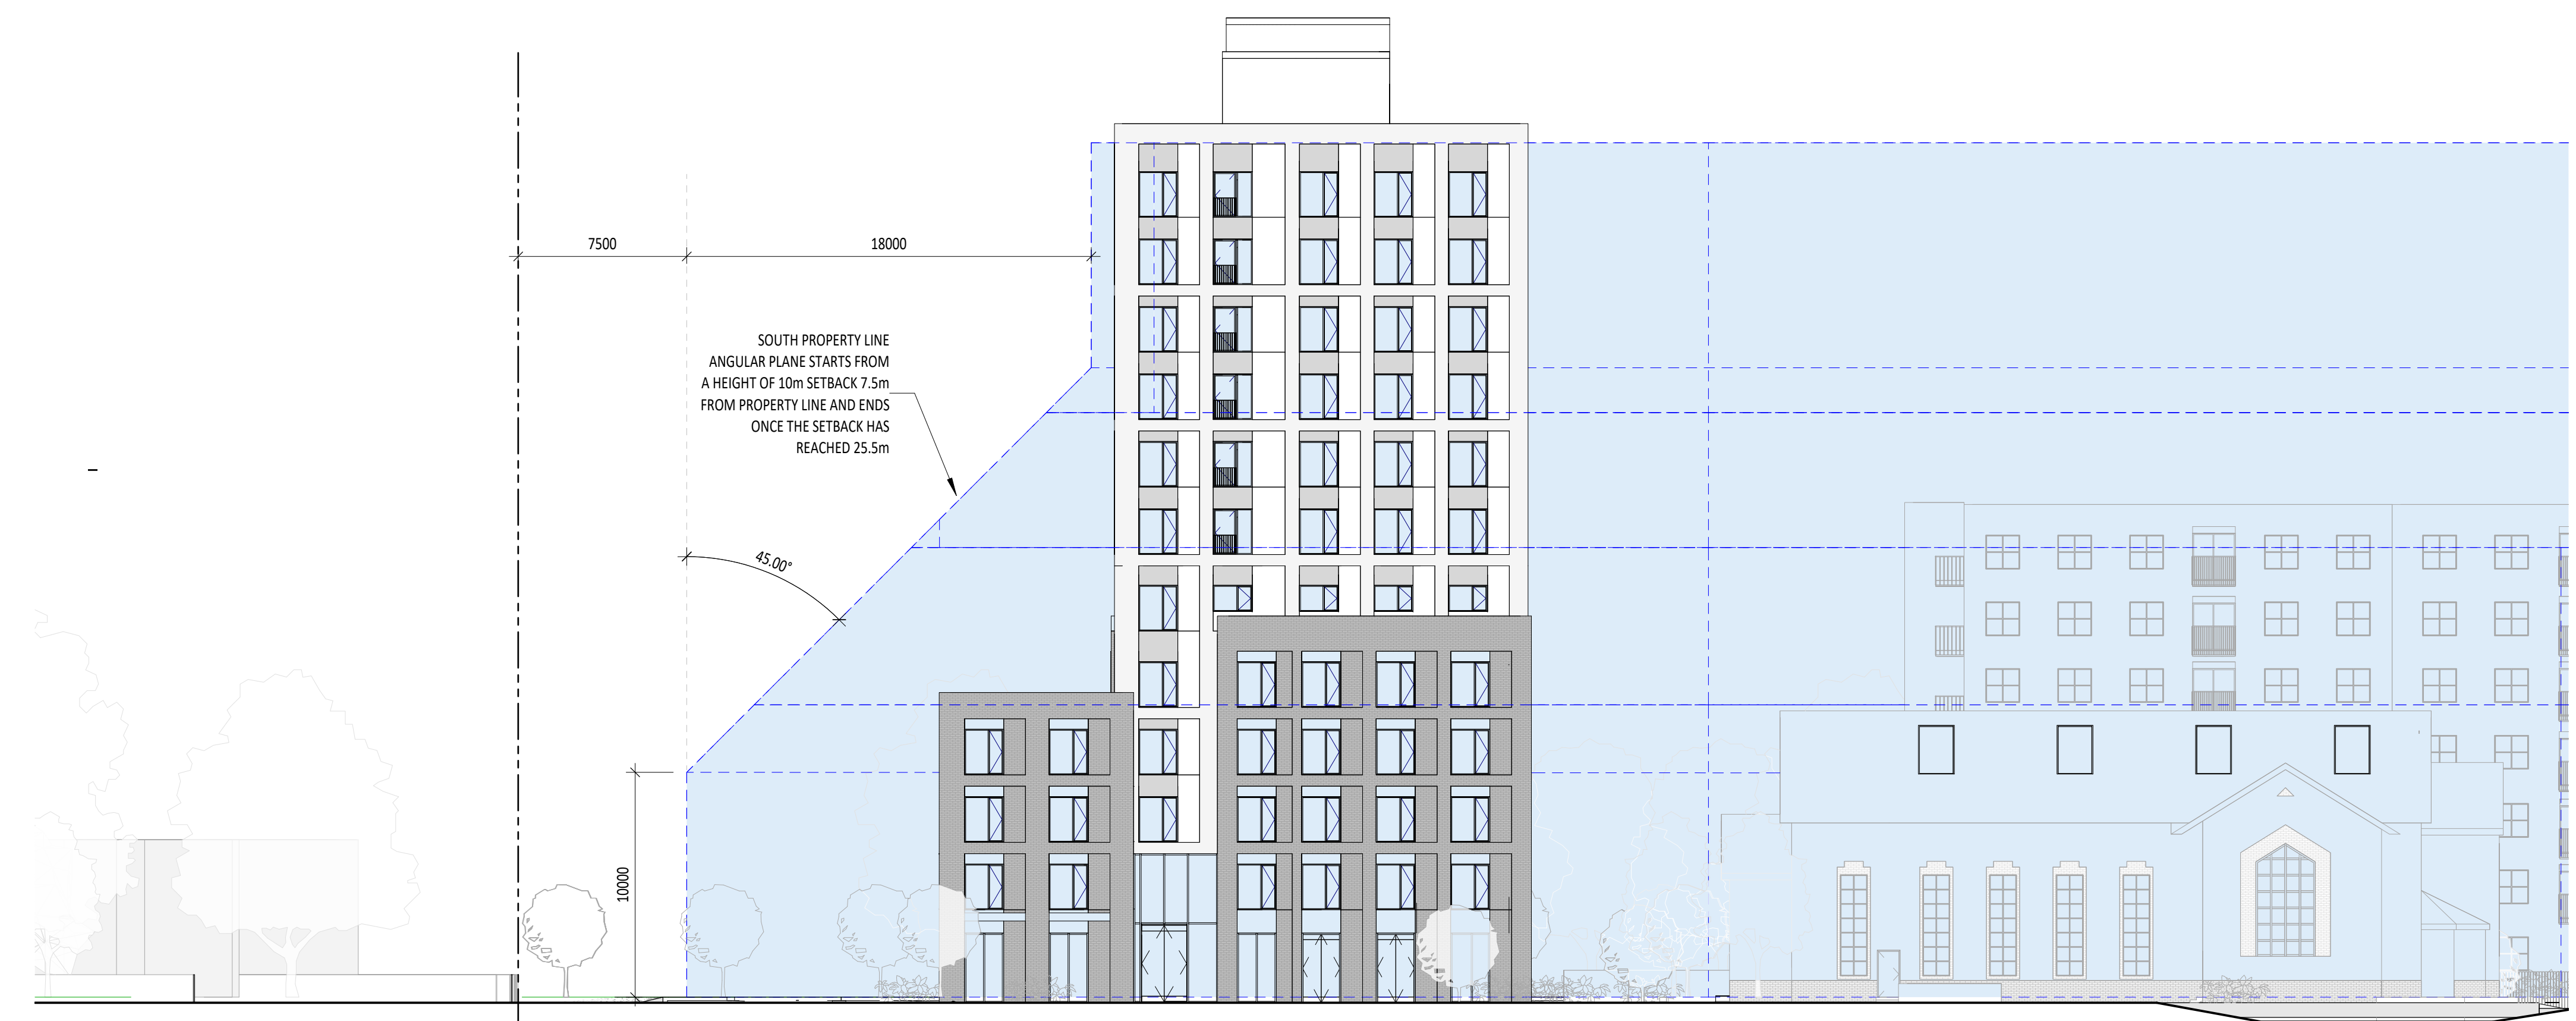 7500
18000
SOUTH PROPERTY LINE
ANGULAR PLANE STARTS FROM
A HEIGHT OF 10m SETBACK 7.5m
FROM PROPERTY LINE AND ENDS
ONCE THE SETBACK HAS
REACHED 25.5m
45.00°
10000